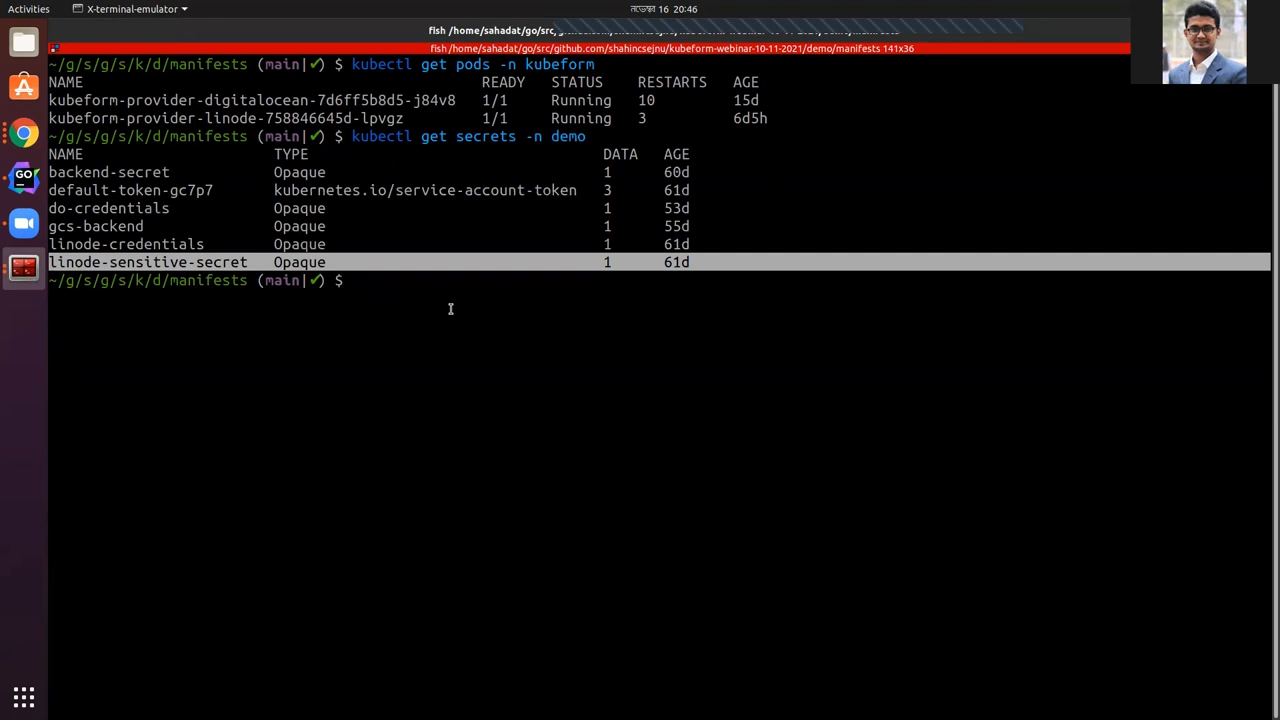 Activities X-terminal-emulator নভেম্বর 16 20:46
fish /home/sahadat/go/src/
fish /home/sahadat/go/src/github.com/shahincsejnu/kubeform-webinar-10-11-2021/demo/manifests 141x36
~/g/s/g/s/k/d/manifests (main|✔) $ kubectl get pods -n kubeform
NAME READY STATUS RESTARTS AGE
kubeform-provider-digitalocean-7d6ff5b8d5-j84v8 1/1 Running 10 15d
kubeform-provider-linode-758846645d-lpvgz 1/1 Running 3 6d5h
~/g/s/g/s/k/d/manifests (main|✔) $ kubectl get secrets -n demo
NAME TYPE DATA AGE
backend-secret Opaque 1 60d
default-token-gc7p7 kubernetes.io/service-account-token 3 61d
do-credentials Opaque 1 53d
gcs-backend Opaque 1 55d
linode-credentials Opaque 1 61d
linode-sensitive-secret Opaque 1 61d
~/g/s/g/s/k/d/manifests (main|✔) $
GO